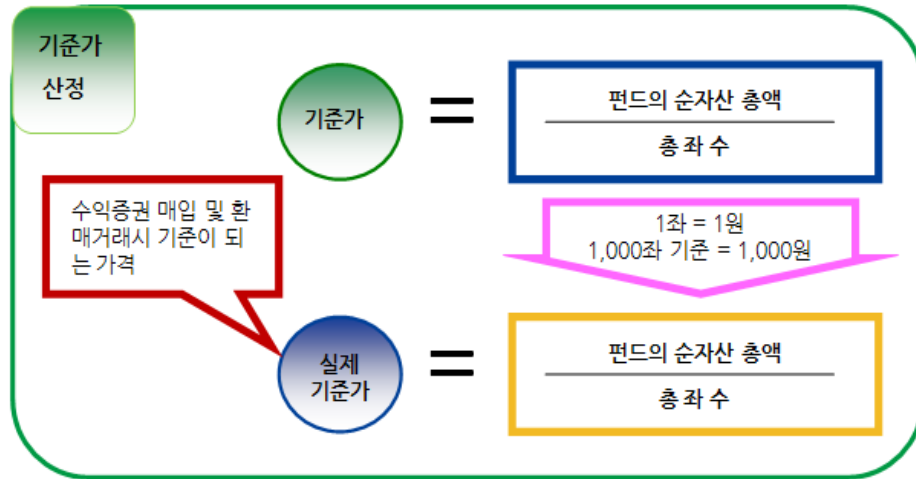 기준가
산정
기준가
=
펀드의 순자산 총액
총 좌 수
수익증권 매입 및 환
매거래시 기준이 되
는 가격
1좌 = 1원
1,000좌 기준 = 1,000원
실제
기준가
=
펀드의 순자산 총액
총 좌 수